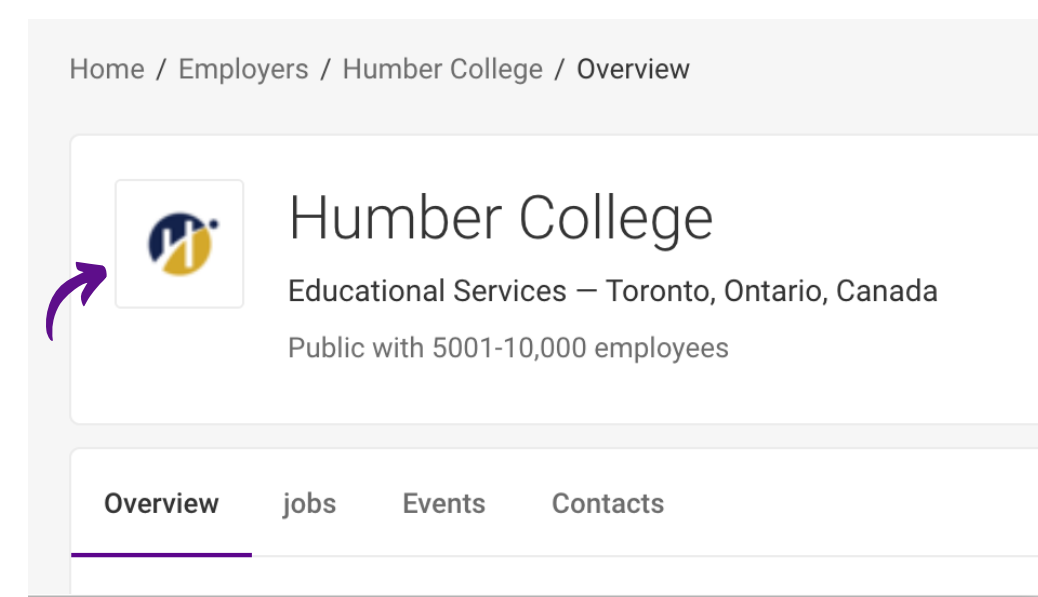 Home / Employers / Humber College / Overview
H
Humber College
Educational Services — Toronto, Ontario, Canada
Public with 5001-10,000 employees
Overview jobs Events Contacts